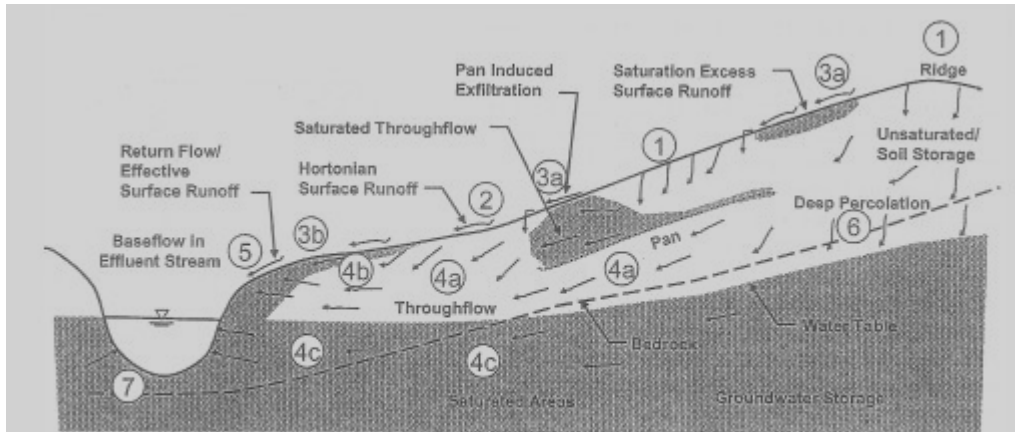 1
Ridge
3a
Saturation Excess
Surface Runoff
Pan Induced
Exfiltration
Saturated Throughflow
Unsaturated/
Soil Storage
1
Return Flow/
Effective
Surface Runoff
Hortonian
Surface Runoff
3a
2
Deep Percolation
6
Baseflow in
Effluent Stream
5
3b
4b
4a
Pan
4a
Throughflow
Water Table
Bedrock
4c
4c
7
Saturated Areas
Groundwater Storage